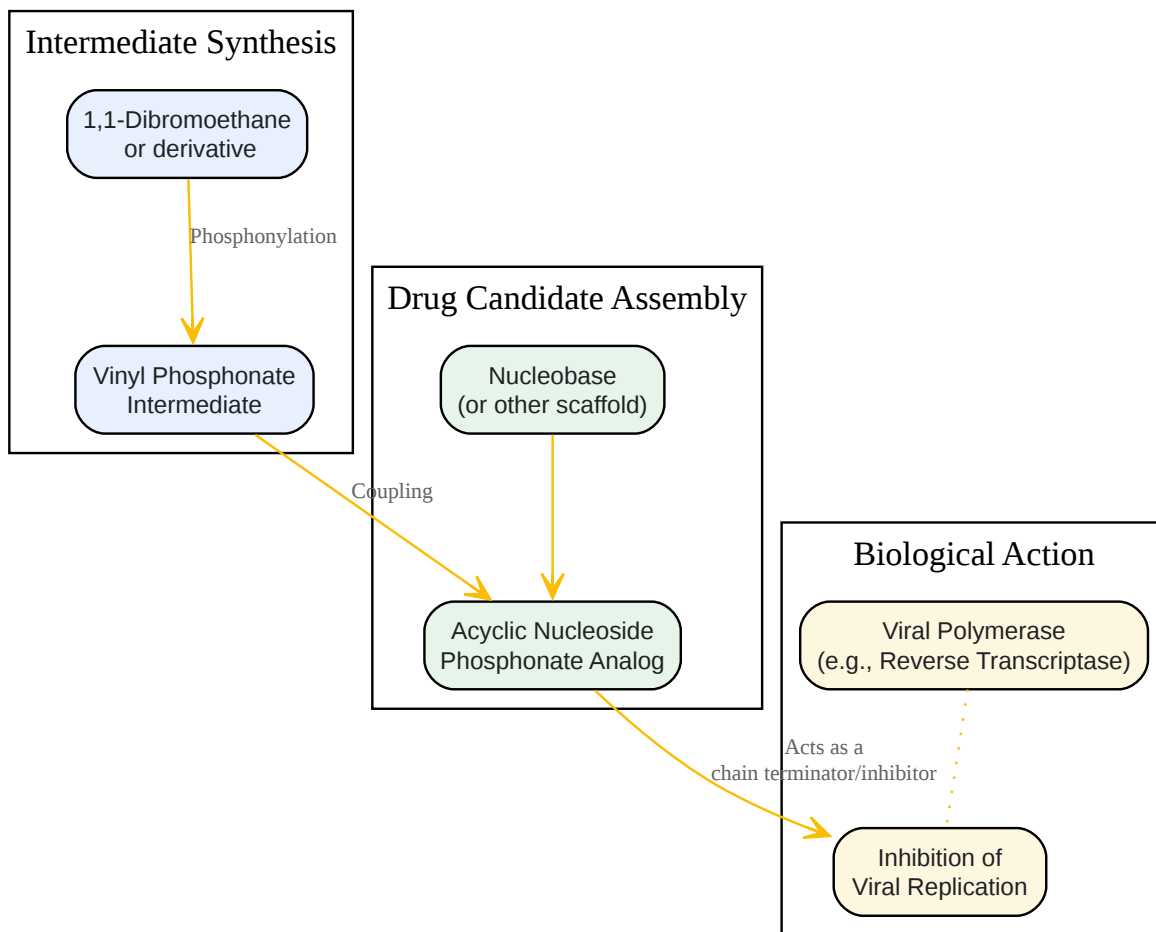 Intermediate Synthesis
1,1-Dibromoethane
or derivative
Phosphonylation
Vinyl Phosphonate
Intermediate
Coupling
Drug Candidate Assembly
Nucleobase
(or other scaffold)
Acyclic Nucleoside
Phosphonate Analog
Acts as a
chain terminator/inhibitor
Biological Action
Viral Polymerase
(e.g., Reverse Transcriptase)
Inhibition of
Viral Replication